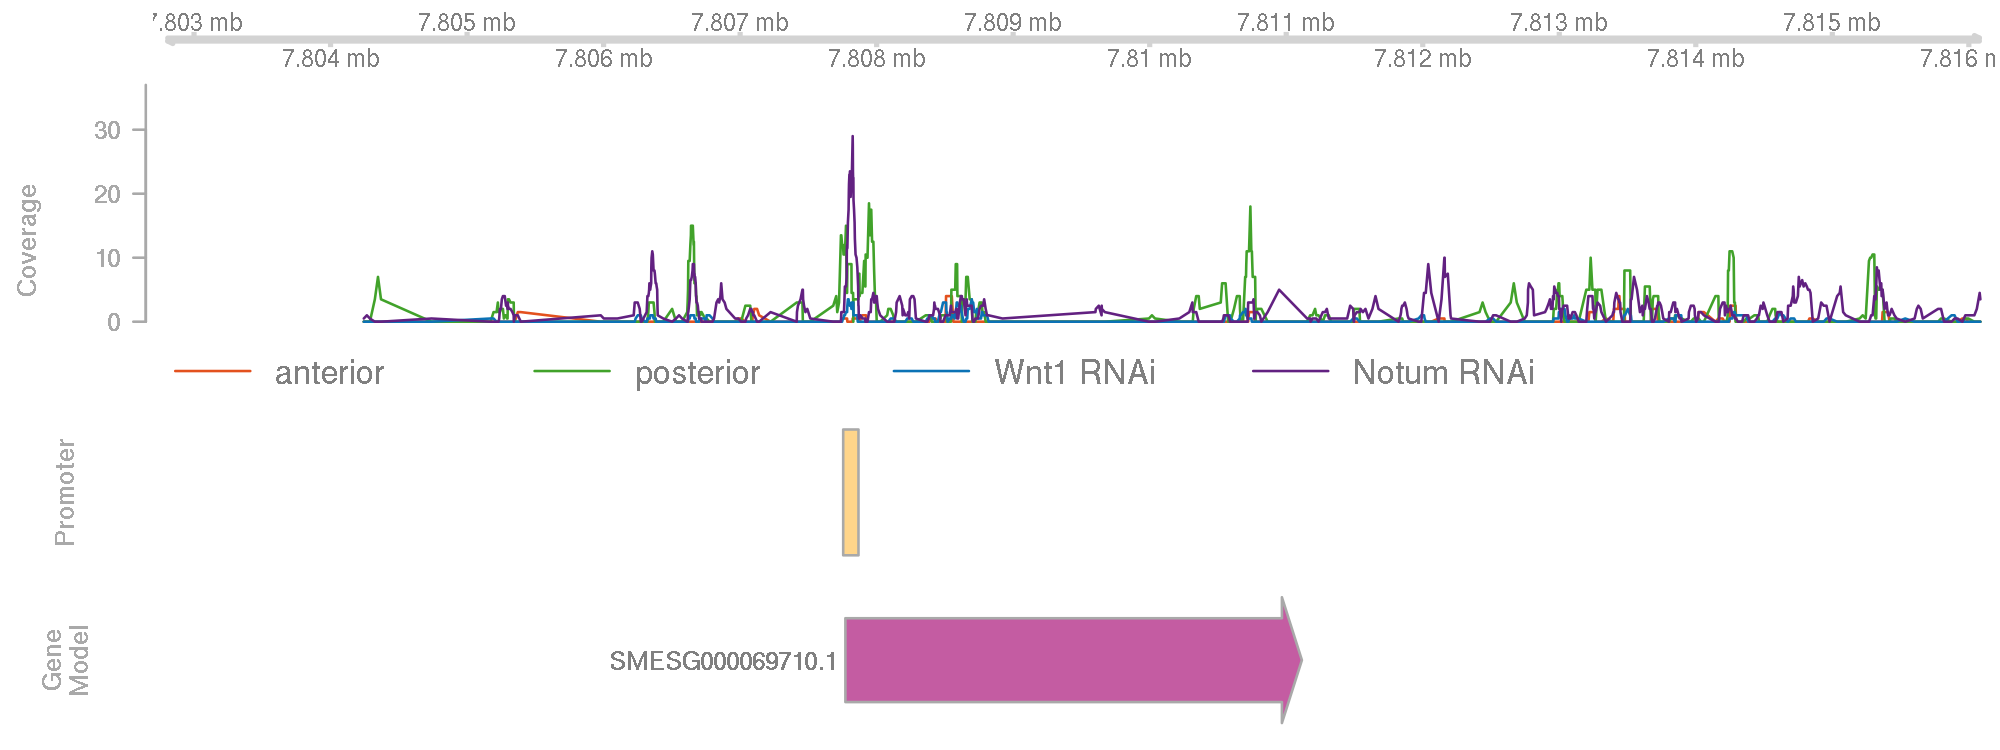 7.803 mb 7.805 mb 7.807 mb 7.809 mb 7.811 mb 7.813 mb 7.815 mb
7.804 mb 7.806 mb 7.808 mb 7.81 mb 7.812 mb 7.814 mb 7.816 m
Coverage
30
20
10
0
anterior posterior Wnt1 RNAi Notum RNAi
Promoter
Gene
Model
SMESG000069710.1